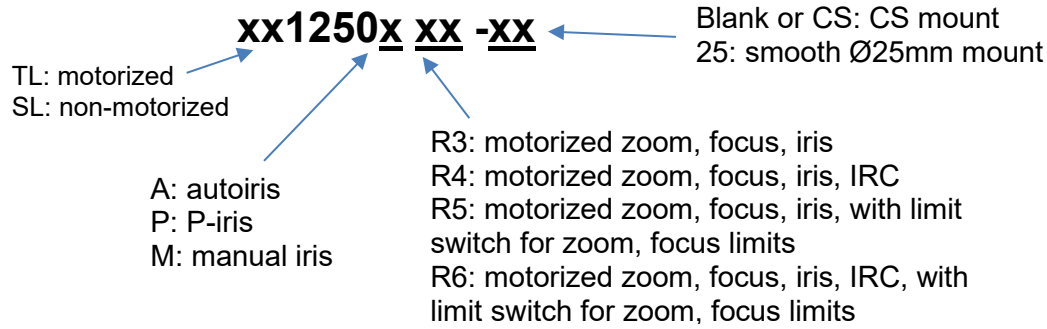 xx1250x xx -xx
Blank or CS: CS mount
25: smooth Ø25mm mount
TL: motorized
SL: non-motorized
A: autoiris
P: P-iris
M: manual iris
R3: motorized zoom, focus, iris
R4: motorized zoom, focus, iris, IRC
R5: motorized zoom, focus, iris, with limit
switch for zoom, focus limits
R6: motorized zoom, focus, iris, IRC, with
limit switch for zoom, focus limits